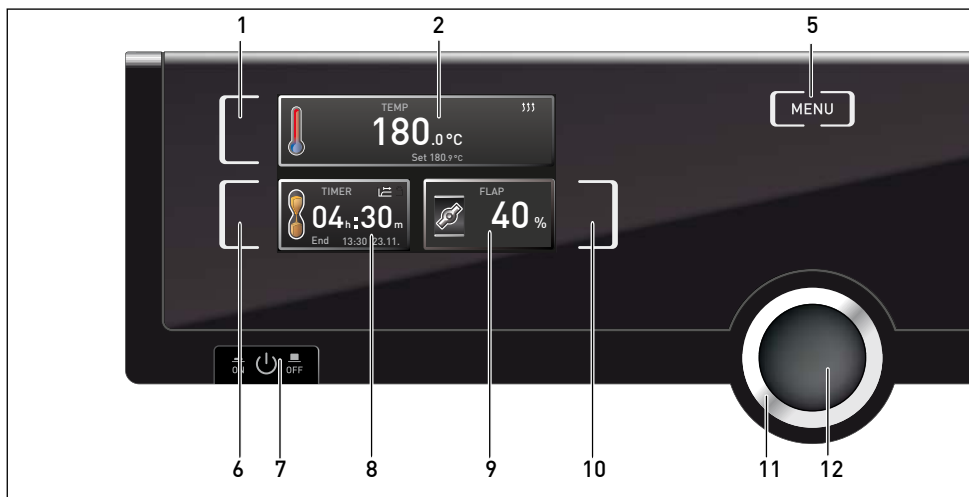 1 2 5
TEMP
180.0°C
Set 180.9°C
MENU
TIMER
04h:30m
End 13:30 23.11.
FLAP
40 %
ON OFF
6 7 8 9 10 11 12